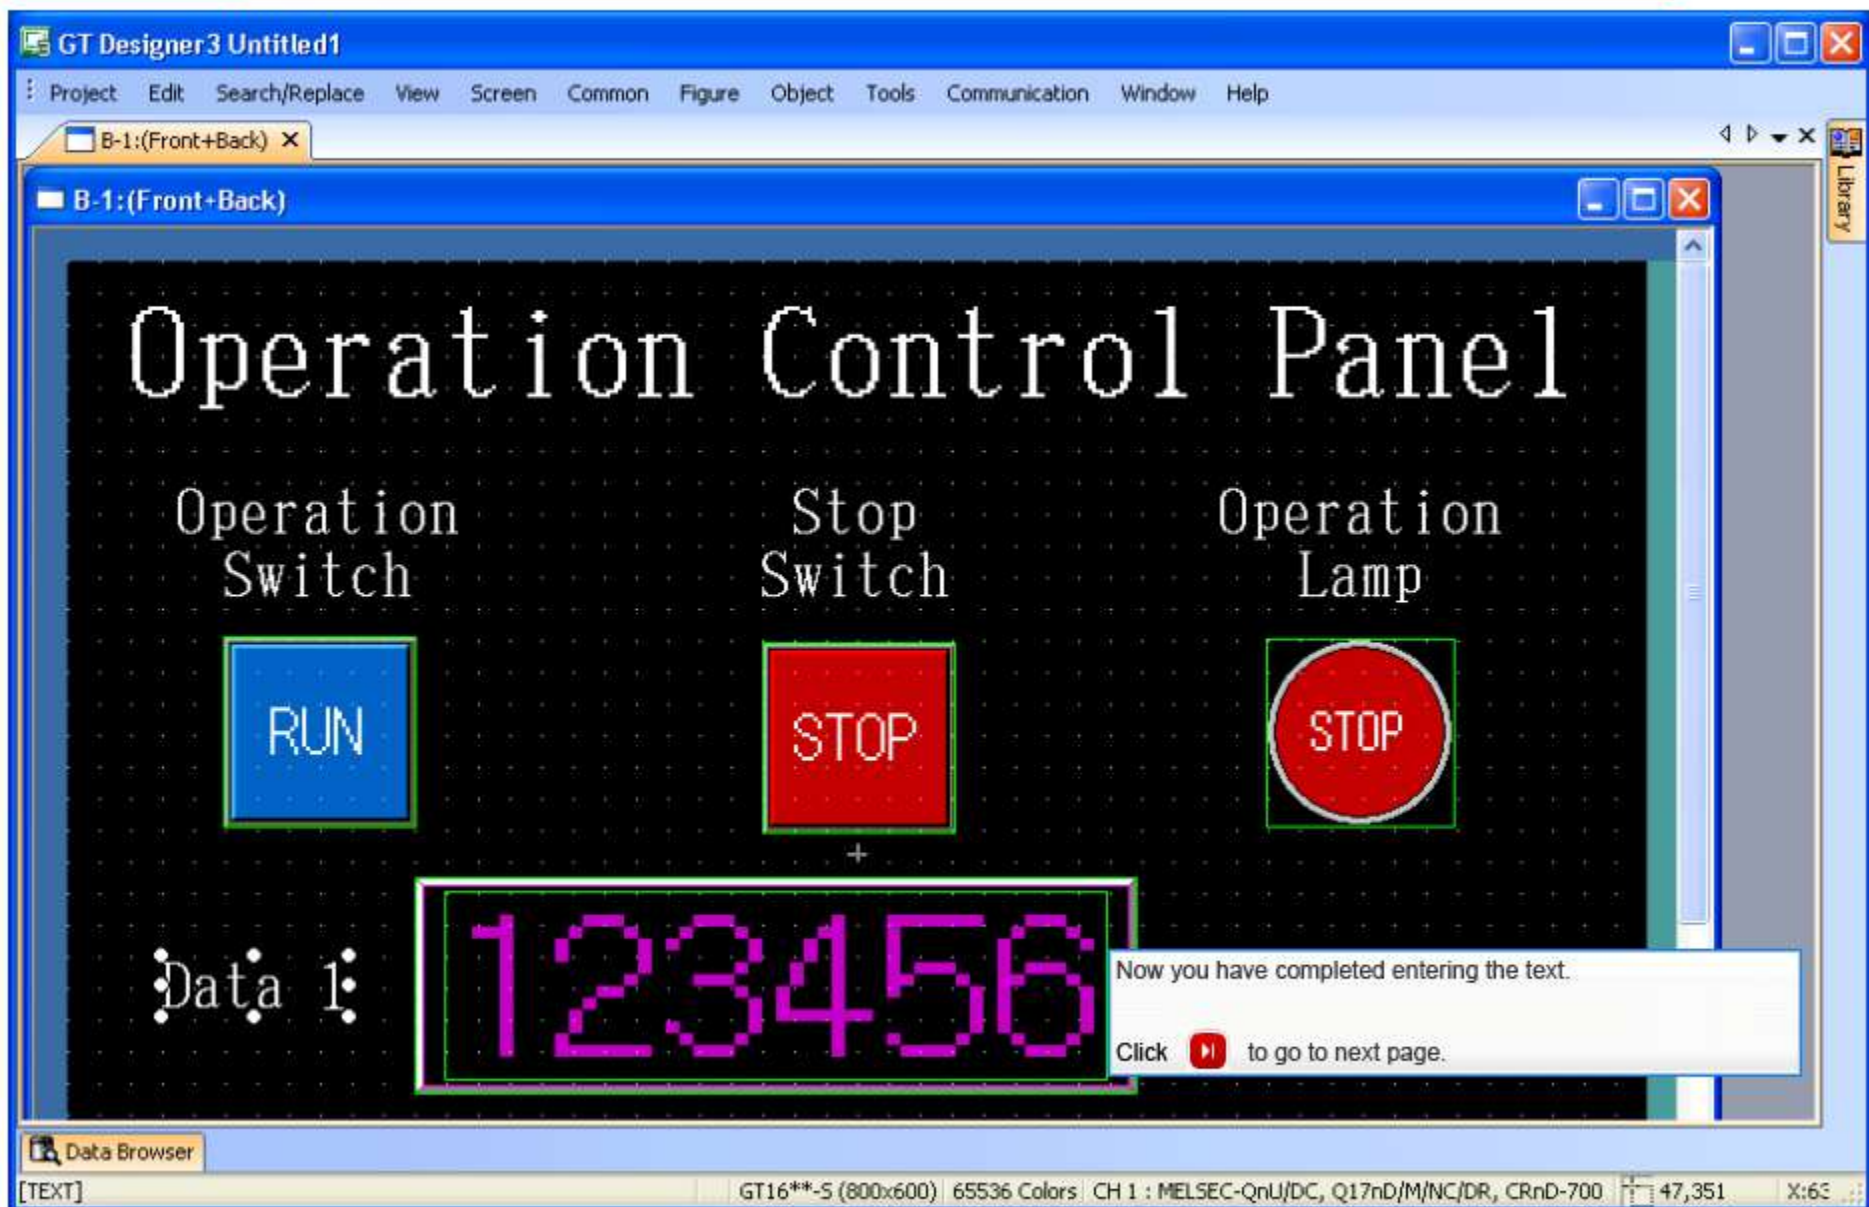 GT Designer3 Untitled1
Project Edit Search/Replace View Screen Common Figure Object Tools Communication Window Help
B-1:(Front+Back)
Library
B-1:(Front+Back)
Operation Control Panel
Operation Switch
Stop Switch
Operation Lamp
RUN
STOP
STOP
Data 1
123456
Now you have completed entering the text.
Click to go to next page.
Data Browser
[TEXT] GT16**-S (800x600) 65536 Colors CH 1 : MELSEC-QnU/DC, Q17nD/M/NC/DR, CRnD-700 47,351 X:63